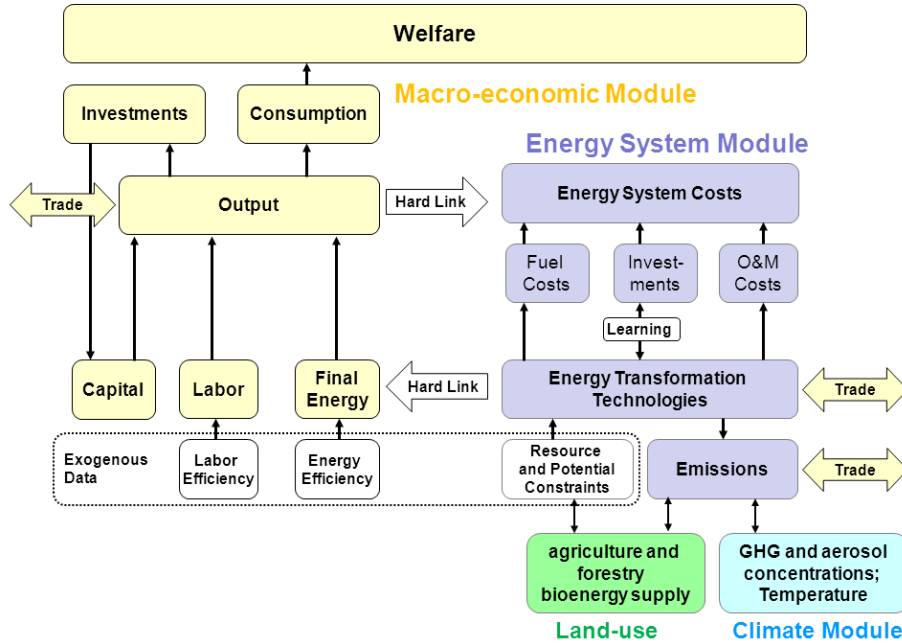 Welfare
Macro-economic Module
Investments
Consumption
Energy System Module
Trade
Output
Hard Link
Energy System Costs
Fuel
Costs
Invest-
ments
O&M
Costs
Learning
Capital
Labor
Final
Energy
Hard Link
Energy Transformation
Technologies
Trade
Exogenous
Data
Labor
Efficiency
Energy
Efficiency
Resource
and Potential
Constraints
Emissions
Trade
agriculture and
forestry
bioenergy supply
GHG and aerosol
concentrations;
Temperature
Land-use
Climate Module